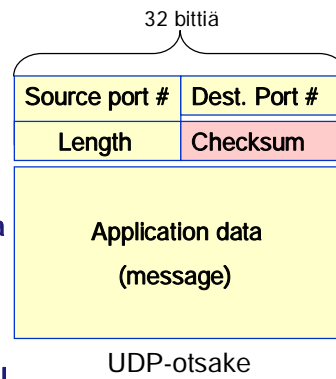 32 bittiä
Source port # Dest. Port #
Length Checksum
Application data
(message)
UDP-otsake